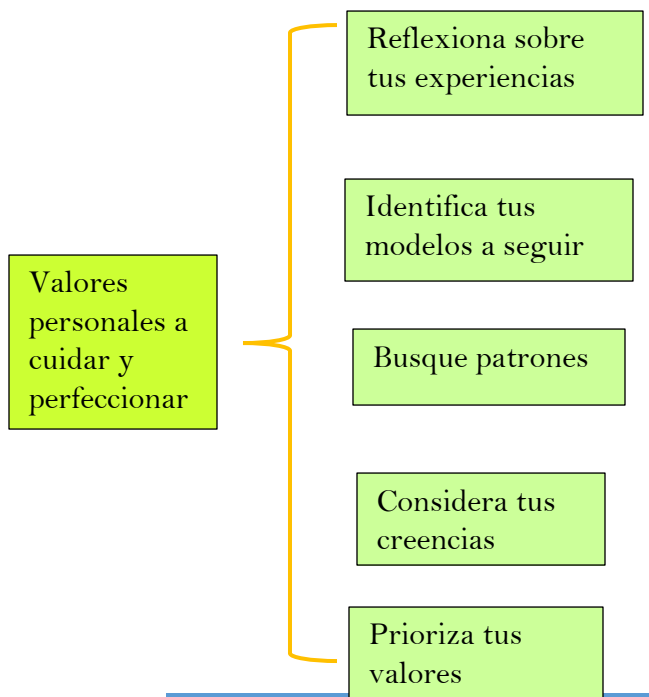 Reflexiona sobre
tus experiencias
Identifica tus
modelos a seguir
Valores
personales a
cuidar y
perfeccionar
Busque patrones
Considera tus
creencias
Prioriza tus
valores